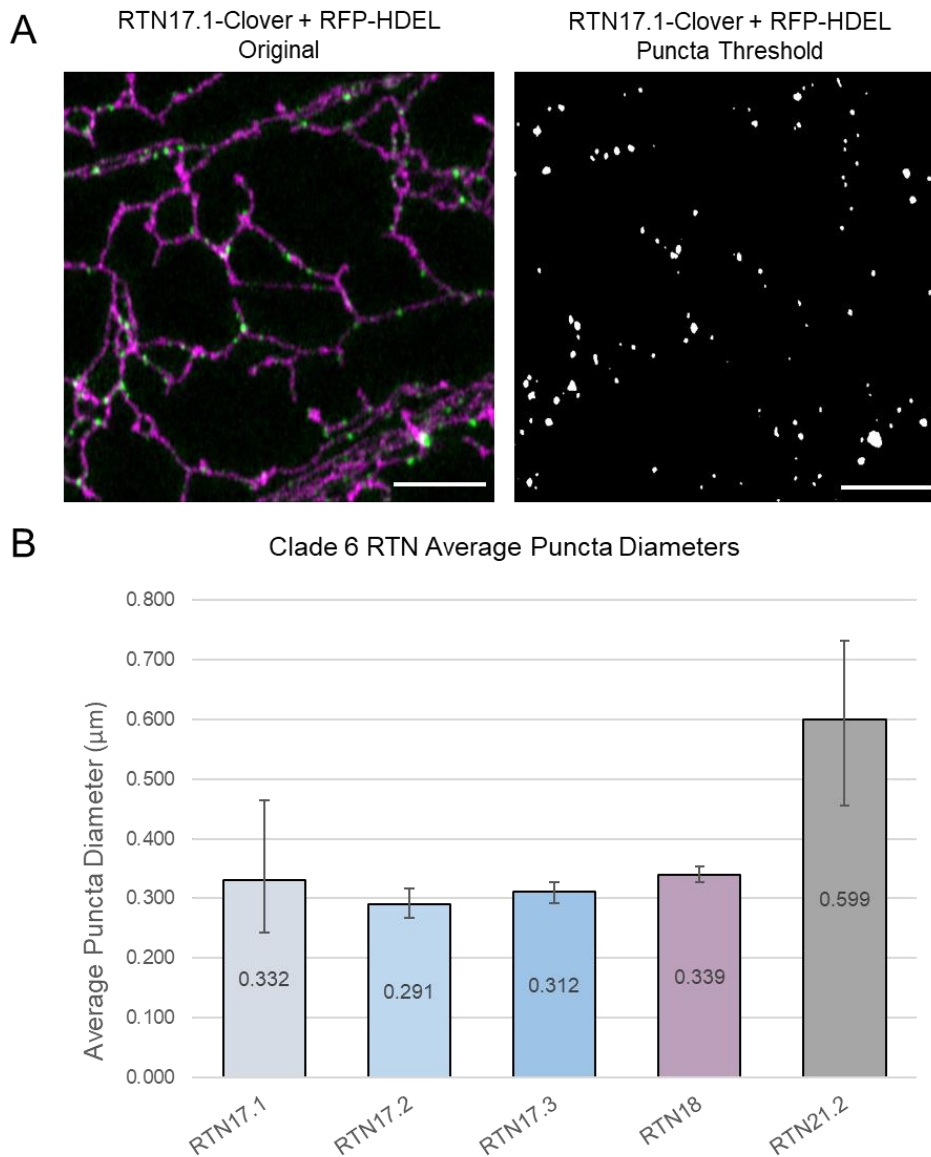 A
RTN17.1-Clover + RFP-HDEL
Original
RTN17.1-Clover + RFP-HDEL
Puncta Threshold
B
Clade 6 RTN Average Puncta Diameters
Average Puncta Diameter (µm)
0.800
0.700
0.600
0.500
0.400
0.300
0.200
0.100
0.000
0.332
0.291
0.312
0.339
0.599
RTN17.1
RTN17.2
RTN17.3
RTN18
RTN21.2